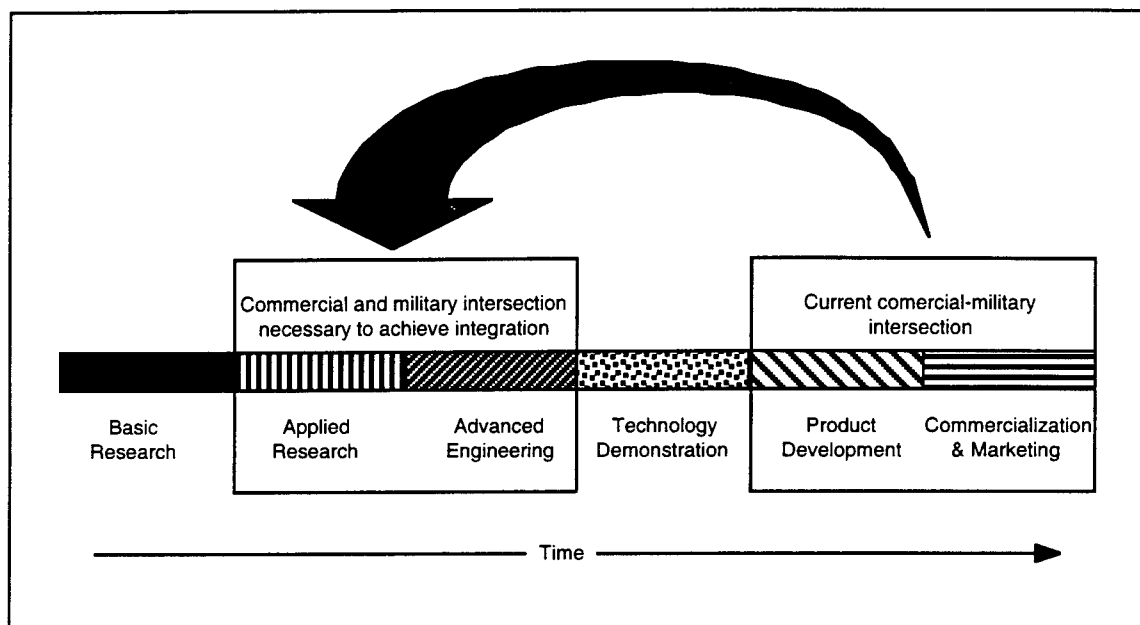 Commercial and military intersection
necessary to achieve integration
Current comercial-military
intersection
Basic
Research
Applied
Research
Advanced
Engineering
Technology
Demonstration
Product
Development
Commercialization
& Marketing
Time